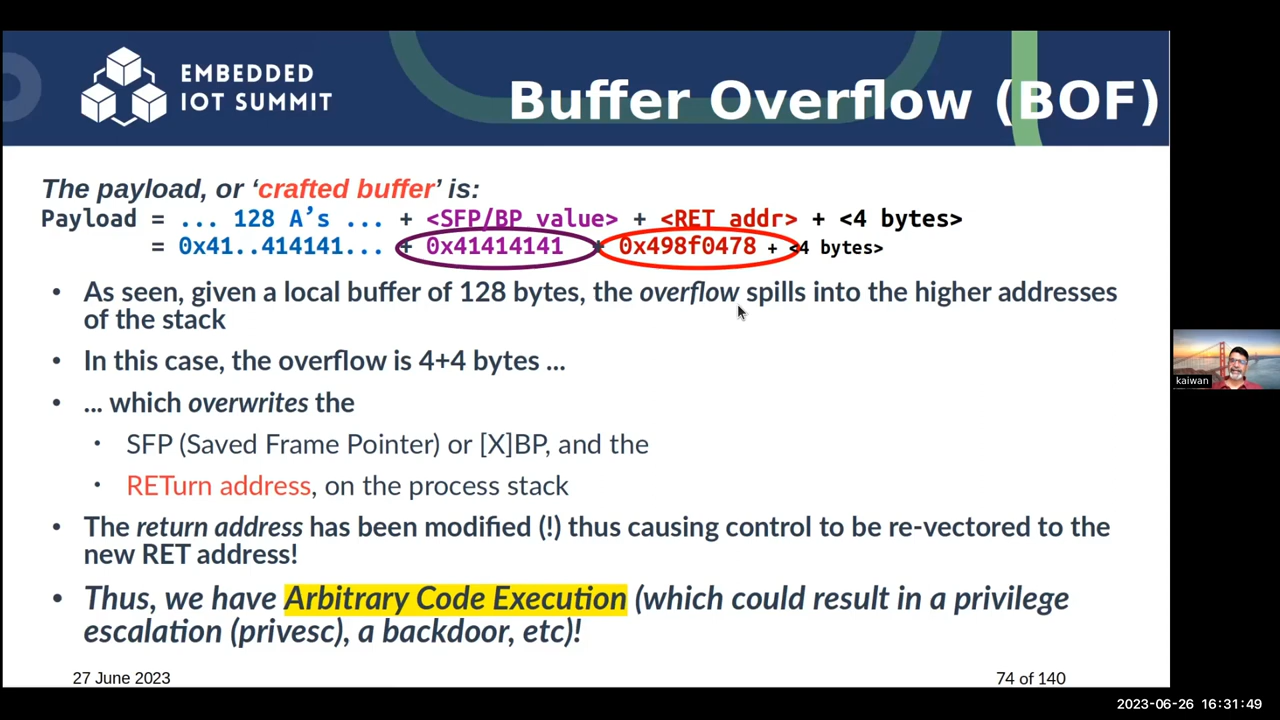 EMBEDDED
IOT SUMMIT
Buffer Overflow (BOF)
The payload, or ‘crafted buffer’ is:
Payload = ... 128 A’s ... + <SFP/BP value> + <RET addr> + <4 bytes>
= 0x41..414141... + 0x41414141 + 0x498f0478 + <4 bytes>
• As seen, given a local buffer of 128 bytes, the overflow spills into the higher addresses
of the stack
• In this case, the overflow is 4+4 bytes ...
• ... which overwrites the
• SFP (Saved Frame Pointer) or [X]BP, and the
• RETurn address, on the process stack
• The return address has been modified (!) thus causing control to be re-vectored to the
new RET address!
• Thus, we have Arbitrary Code Execution (which could result in a privilege
escalation (privesc), a backdoor, etc)!
kaiwan
27 June 2023
74 of 140
2023-06-26 16:31:49